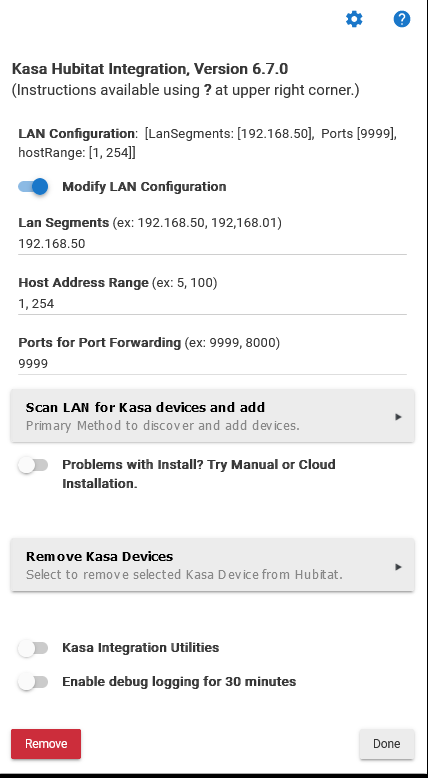 ?
Kasa Hubitat Integration, Version 6.7.0
(Instructions available using ? at upper right corner.)
LAN Configuration: [LanSegments: [192.168.50], Ports [9999],
hostRange: [1, 254]]
Modify LAN Configuration
Lan Segments (ex: 192.168.50, 192,168.01)
192.168.50
Host Address Range (ex: 5, 100)
1, 254
Ports for Port Forwarding (ex: 9999, 8000)
9999
Scan LAN for Kasa devices and add
Primary Method to discover and add devices.
Problems with Install? Try Manual or Cloud
Installation.
Remove Kasa Devices
Select to remove selected Kasa Device from Hubitat.
Kasa Integration Utilities
Enable debug logging for 30 minutes
Remove
Done